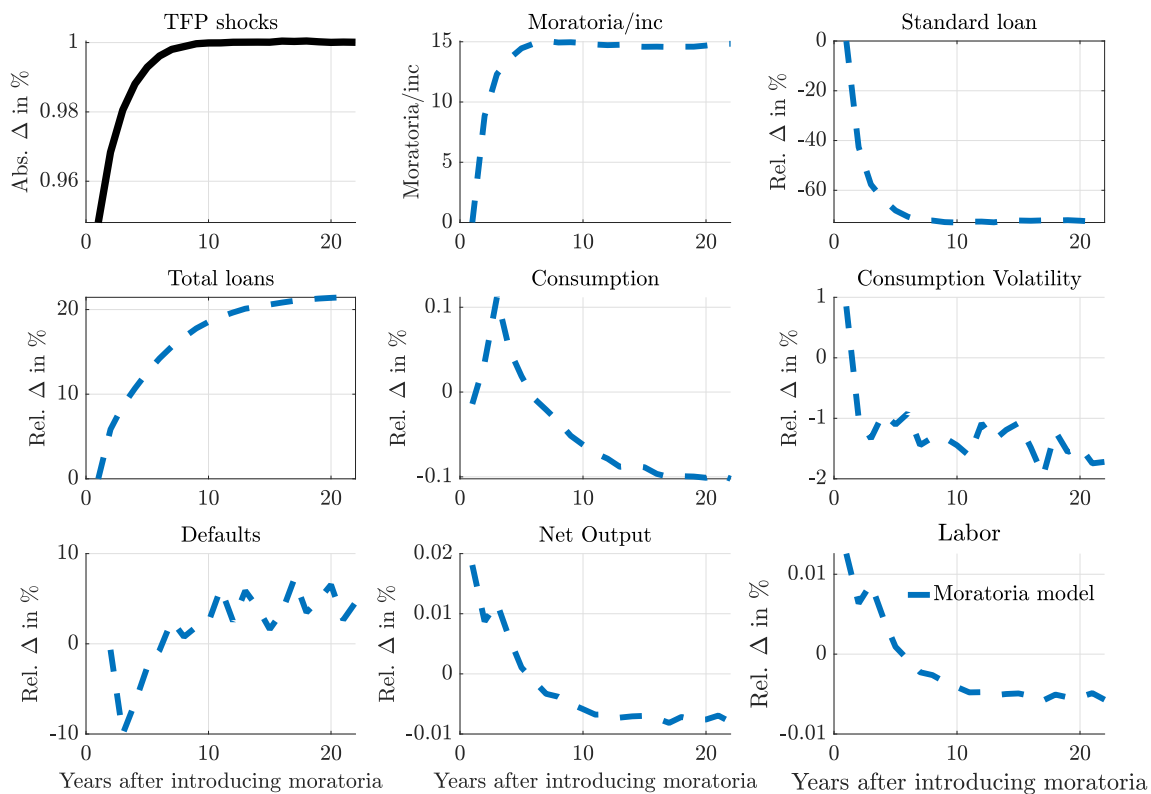 TFP shocks
Abs. Δ in %
1
0.98
0.96
0
10
20
Moratoria/inc
Moratoria/inc
15
10
5
0
0
10
20
Standard loan
Rel. Δ in %
0
-20
-40
-60
0
10
20
Total loans
Rel. Δ in %
20
10
0
0
10
20
Consumption
Rel. Δ in %
0.1
0
-0.1
0
10
20
Consumption Volatility
Rel. Δ in %
1
0
-1
-2
0
10
20
Defaults
Rel. Δ in %
10
0
-10
0
10
20
Years after introducing moratoria
Net Output
Rel. Δ in %
0.02
0.01
0
-0.01
0
10
20
Years after introducing moratoria
Labor
Rel. Δ in %
0.01
0
-0.01
Moratoria model
0
10
20
Years after introducing moratoria